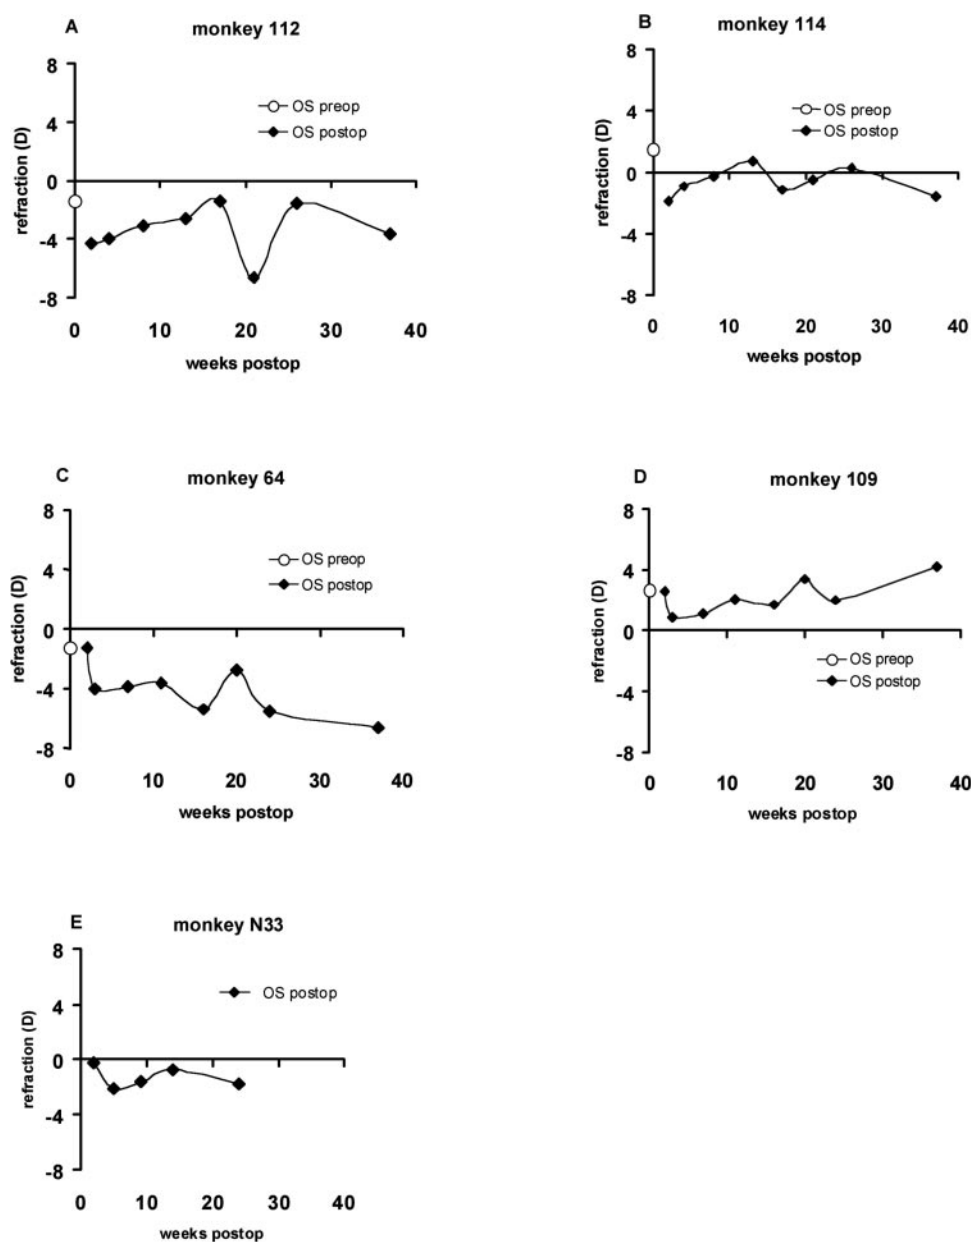 A
monkey 112
8
4
0
-4
-8
refraction (D)
OS preop
OS postop
0 10 20 30 40
weeks postop
B
monkey 114
8
4
0
-4
-8
refraction (D)
OS preop
OS postop
0 10 20 30 40
weeks postop
C
monkey 64
8
4
0
-4
-8
refraction (D)
OS preop
OS postop
0 10 20 30 40
weeks postop
D
monkey 109
8
4
0
-4
-8
refraction (D)
OS preop
OS postop
0 10 20 30 40
weeks postop
E
monkey N33
8
4
0
-4
-8
refraction (D)
OS postop
0 10 20 30 40
weeks postop